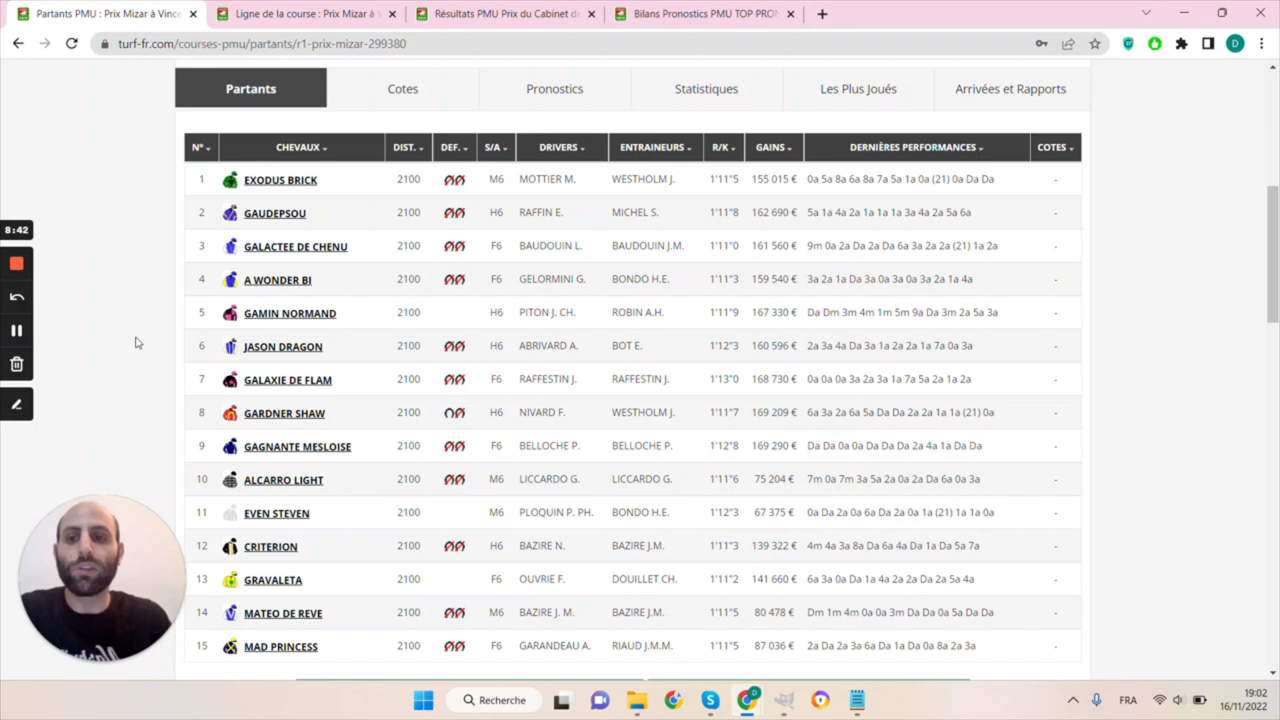 Partants PMU : Prix Mizar à Vince
Ligne de la course : Prix Mizar à V
Résultats PMU Prix du Cabinet de
Bilans Pronostics PMU TOP PRON
turf-fr.com/courses-pmu/partants/r1-prix-mizar-299380
D
Partants Cotes Pronostics Statistiques Les Plus Joués Arrivées et Rapports
N° CHEVAUX DIST. DEF. S/A DRIVERS ENTRAINEURS R/K GAINS DERNIÈRES PERFORMANCES COTES
1 EXODUS BRICK 2100 M6 MOTTIER M. WESTHOLM J. 1'11"5 155 015 € 0a 5a 8a 6a 8a 7a 5a 1a 0a (21) 0a Da Da -
2 GAUDEPSOU 2100 H6 RAFFIN E. MICHEL S. 1'11"8 162 690 € 5a 1a 4a 2a 1a 1a 1a 3a 4a 2a 5a 6a -
3 GALACTEE DE CHENU 2100 F6 BAUDOUIN L. BAUDOUIN J.M. 1'11"0 161 560 € 9m 0a 2a Da 2a Da 6a 3a 2a 2a (21) 1a 2a -
4 A WONDER BI 2100 F6 GELORMINI G. BONDO H.E. 1'11"3 159 540 € 3a 2a 1a Da 3a 0a 3a 0a 3a 2a 1a 4a -
5 GAMIN NORMAND 2100 H6 PITON J. CH. ROBIN A.H. 1'11"9 167 330 € Da Dm 3m 4m 1m 5m 9a Da 3m 2a 5a 3a -
6 JASON DRAGON 2100 H6 ABRIVARD A. BOT E. 1'12"3 160 596 € 2a 3a 4a Da 3a 1a 2a 2a 1a 7a 0a 3a -
7 GALAXIE DE FLAM 2100 F6 RAFFESTIN J. RAFFESTIN J. 1'13"0 168 730 € 0a 0a 0a 3a 2a 3a 1a 7a 5a 2a 1a 2a -
8 GARDNER SHAW 2100 H6 NIVARD F. WESTHOLM J. 1'11"7 169 209 € 6a 3a 2a 6a 5a Da Da 2a 2a 1a 1a (21) 0a -
9 GAGNANTE MESLOISE 2100 F6 BELLOCHE P. BELLOCHE P. 1'12"8 169 290 € Da Da 0a 0a Da Da Da 2a 4a 1a Da Da -
10 ALCARRO LIGHT 2100 M6 LICCARDO G. LICCARDO G. 1'11"6 75 204 € 7m 0a 7m 3a 5a 2a 0a 2a Da 6a 0a 3a -
11 EVEN STEVEN 2100 M6 PLOQUIN P. PH. BONDO H.E. 1'12"3 67 375 € 0a Da 2a 0a 6a Da 2a 0a 1a (21) 1a 1a 0a -
12 CRITERION 2100 H6 BAZIRE N. BAZIRE J.M. 1'11"3 139 322 € 4m 4a 3a 8a Da 6a 4a Da 1a Da 5a 7a -
13 GRAVALETA 2100 F6 OUVRIE F. DOUILLET CH. 1'11"2 141 660 € 6a 3a 0a Da 1a 4a 2a 2a Da 2a 5a 4a -
14 MATEO DE REVE 2100 M6 BAZIRE J. M. BAZIRE J.M. 1'11"5 80 478 € Dm 1m 4m 0a 0a 3m Da Da 0a 5a Da Da -
15 MAD PRINCESS 2100 F6 GARANDEAU A. RIAUD J.M.M. 1'11"5 87 036 € 2a Da 2a 3a 6a Da 1a Da 0a 8a 2a 3a -
8:42
Recherche
FRA
19:02
16/11/2022